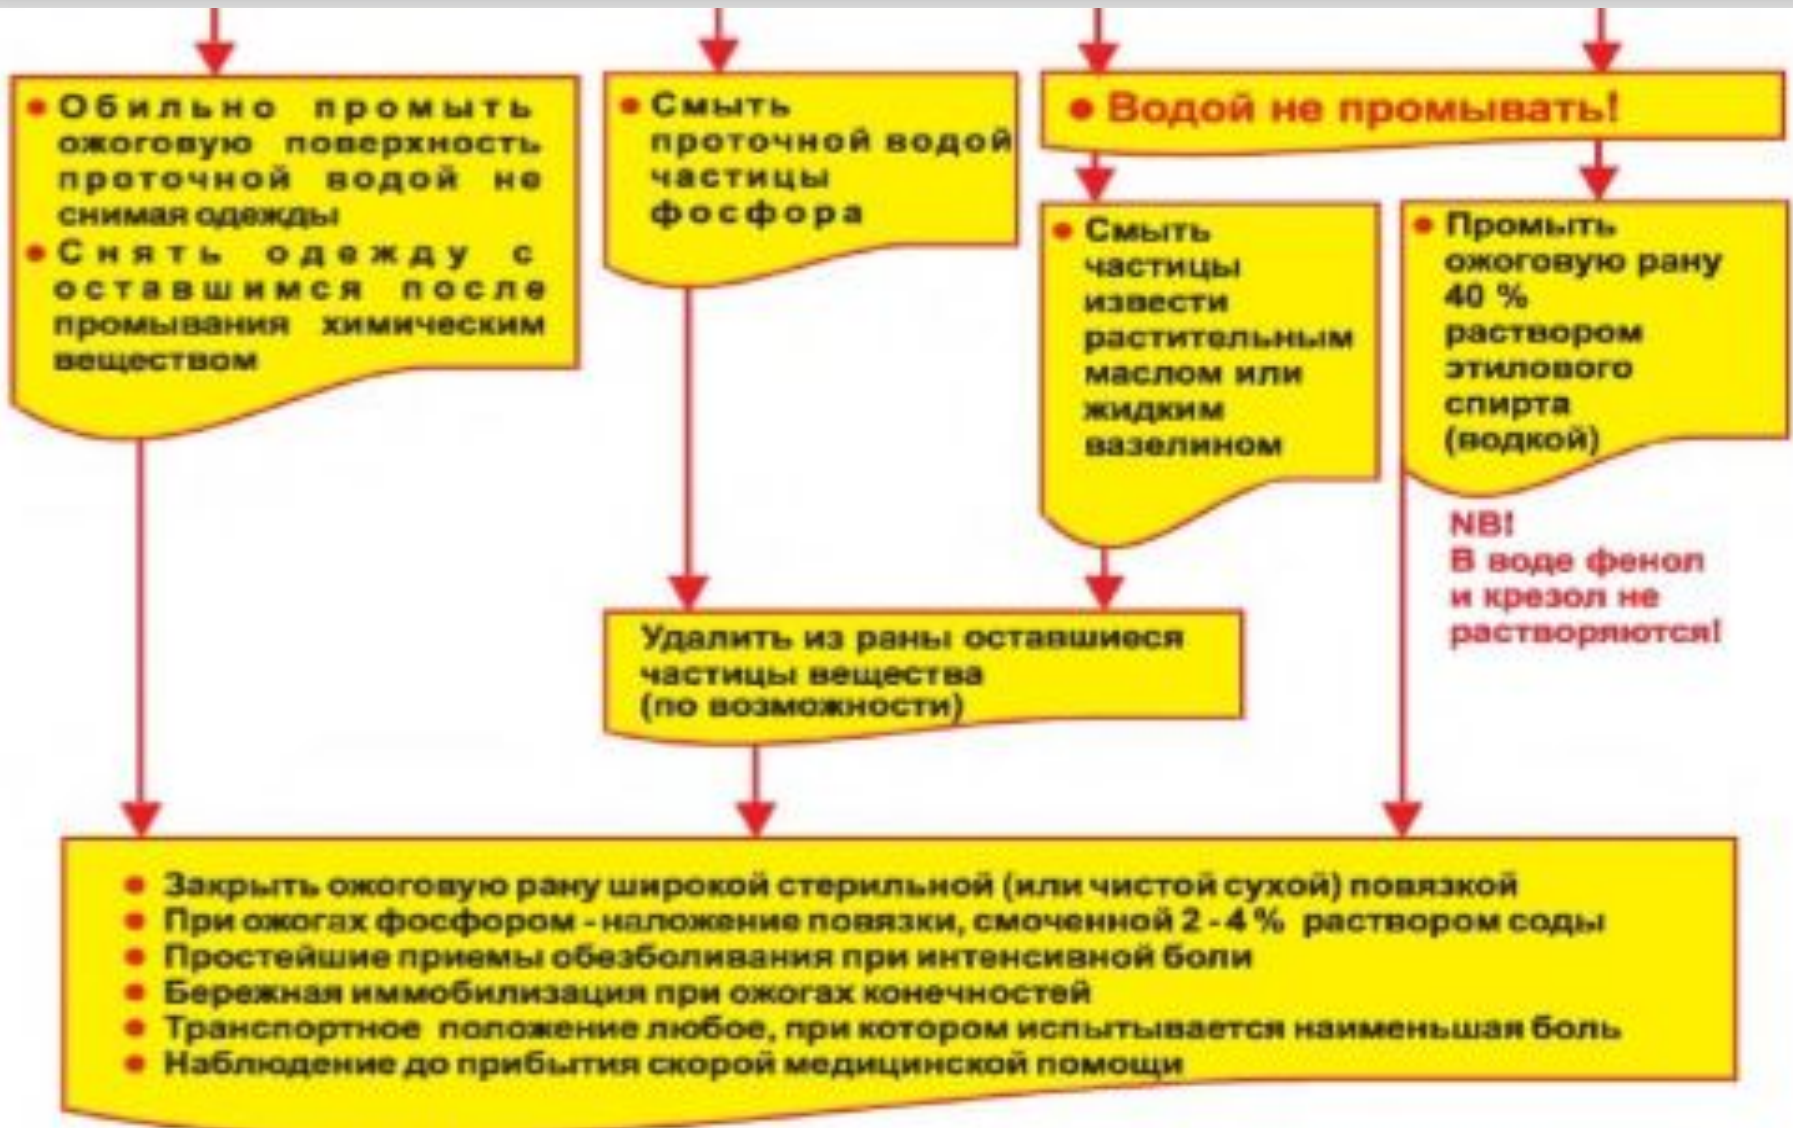 Обильно промыть
ожоговую поверхность
проточной водой не
снимая одежды
Снять одежду с
оставшимся после
промывания химическим
веществом
Смыть
проточной водой
частицы
фосфора
Водой не промывать!
Смыть
частицы
извести
растительным
маслом или
жидким
вазелином
Промыть
ожоговую рану
40 %
раствором
этилового
спирта
(водкой)
NB!
В воде фенол
и крезол не
растворяются!
Удалить из раны оставшиеся
частицы вещества
(по возможности)
Закрыть ожоговую рану широкой стерильной (или чистой сухой) повязкой
При ожогах фосфором - наложение повязки, смоченной 2 - 4 % раствором соды
Простейшие приемы обезболивания при интенсивной боли
Бережная иммобилизация при ожогах конечностей
Транспортное положение любое, при котором испытывается наименьшая боль
Наблюдение до прибытия скорой медицинской помощи